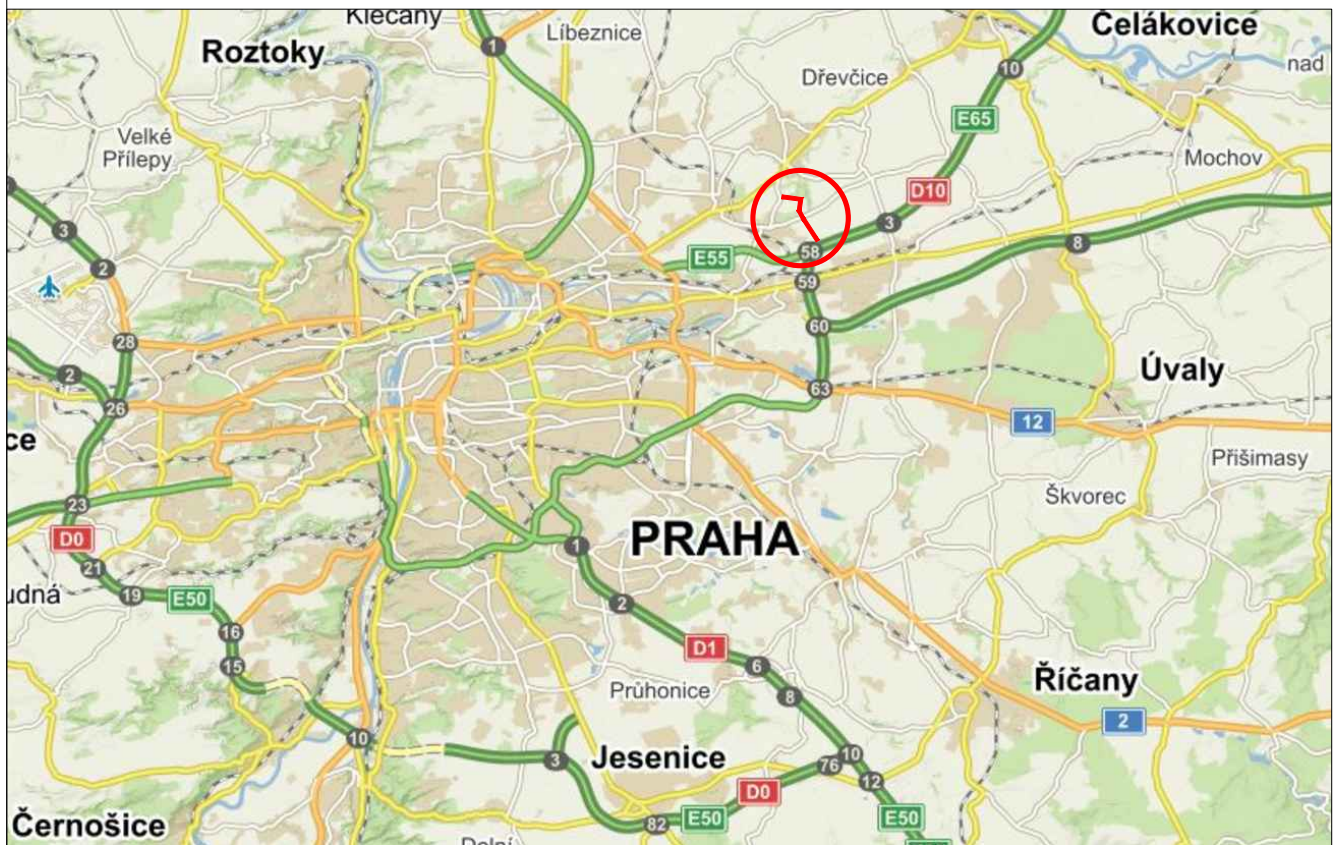 Klecany
Čelákovice
Roztoky
1
Líbeznice
nad
Dřevčice
10
E65
Velké
Přílepy
Mochov
D10
3
3
8
58
E55
2
59
60
28
2
63
Úvaly
26
12
ce
Přišimasy
Škvorec
23
D0
PRAHA
1
21
19
E50
udná
2
16
D1
15
6
Říčany
Průhonice
8
2
10
Jesenice
10
3
76
12
D0
82
E50
E50
Černošice
Dolní